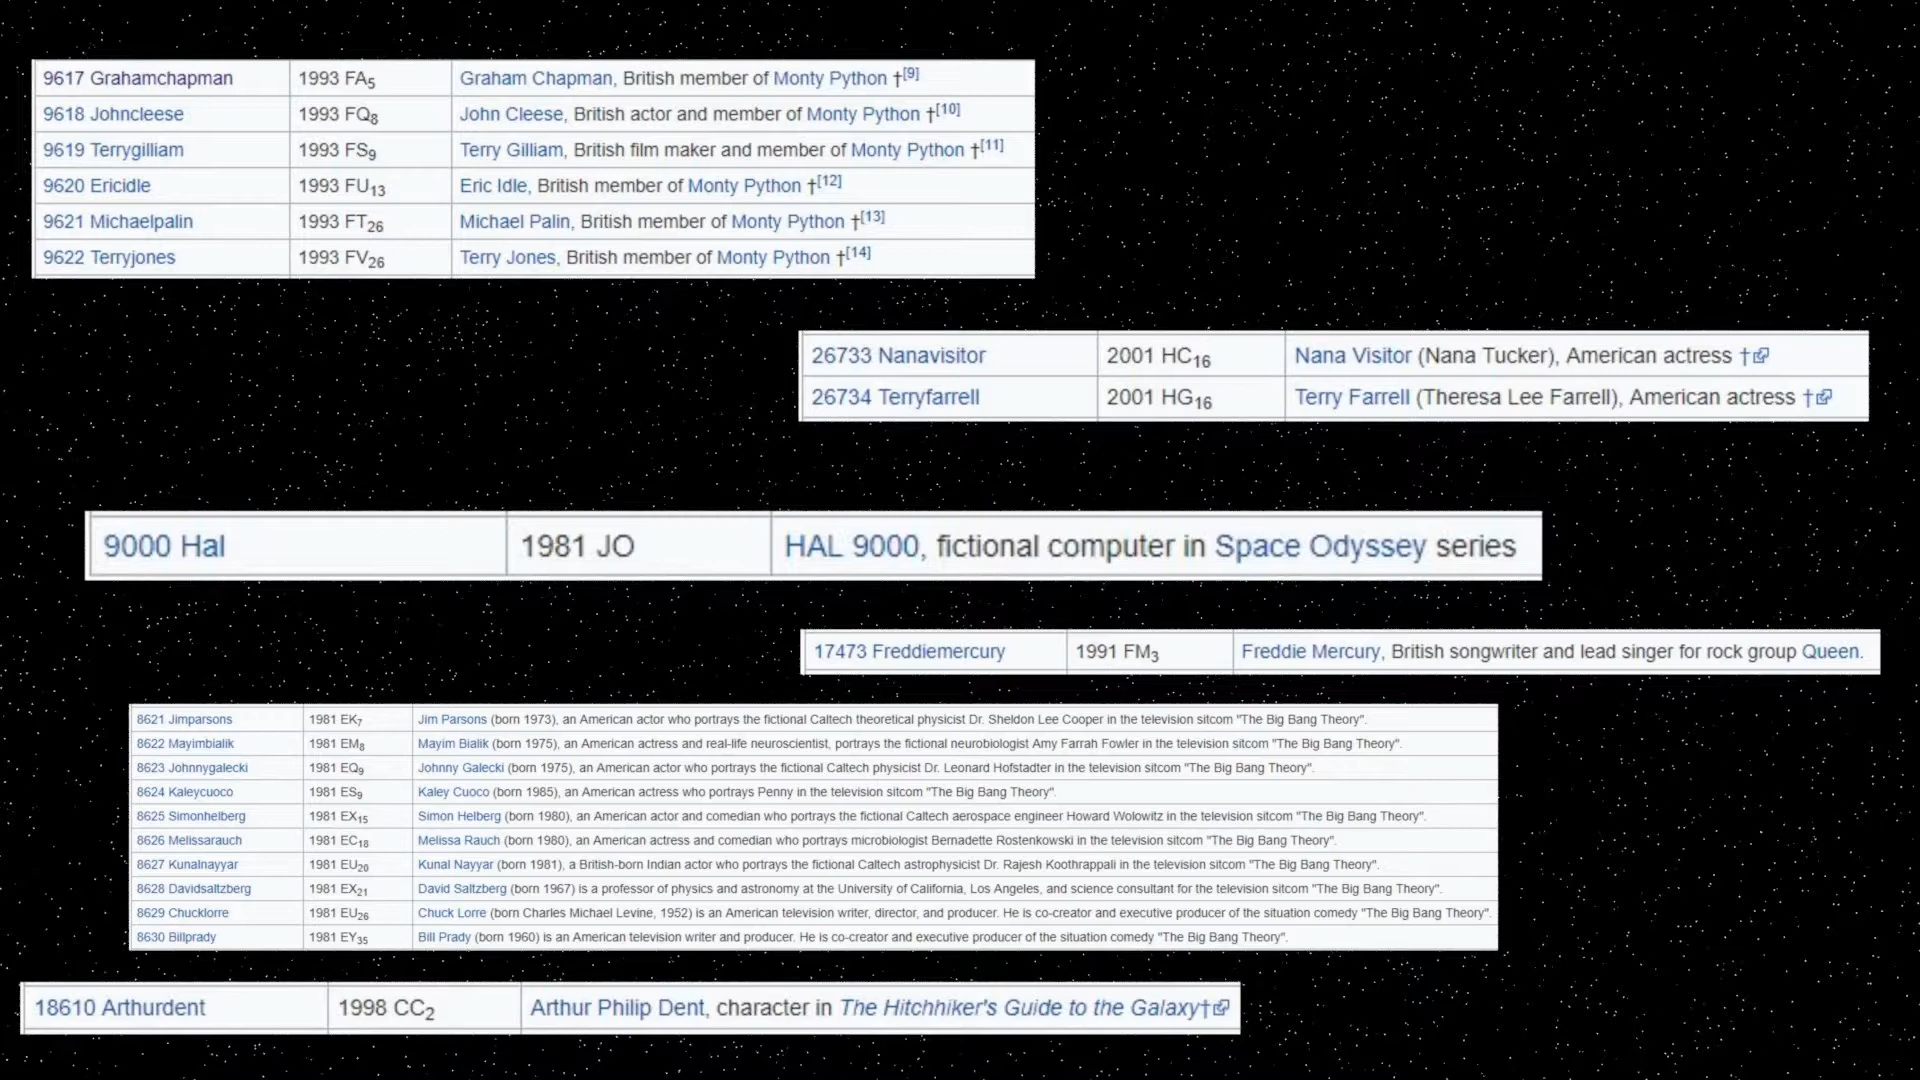 9617 Grahamchapman 1993 FA5 Graham Chapman, British member of Monty Python †[9]
9618 Johncleese 1993 FQ8 John Cleese, British actor and member of Monty Python †[10]
9619 Terrygilliam 1993 FS9 Terry Gilliam, British film maker and member of Monty Python †[11]
9620 Ericidle 1993 FU13 Eric Idle, British member of Monty Python †[12]
9621 Michaelpalin 1993 FT26 Michael Palin, British member of Monty Python †[13]
9622 Terryjones 1993 FV26 Terry Jones, British member of Monty Python †[14]
26733 Nanavisitor 2001 HC16 Nana Visitor (Nana Tucker), American actress †
26734 Terryfarrell 2001 HG16 Terry Farrell (Theresa Lee Farrell), American actress †
9000 Hal 1981 JO HAL 9000, fictional computer in Space Odyssey series
17473 Freddiemercury 1991 FM3 Freddie Mercury, British songwriter and lead singer for rock group Queen.
8621 Jimparsons 1981 EK7 Jim Parsons (born 1973), an American actor who portrays the fictional Caltech theoretical physicist Dr. Sheldon Lee Cooper in the television sitcom "The Big Bang Theory".
8622 Mayimbialik 1981 EM8 Mayim Bialik (born 1975), an American actress and real-life neuroscientist, portrays the fictional neurobiologist Amy Farrah Fowler in the television sitcom "The Big Bang Theory".
8623 Johnnygalecki 1981 EQ9 Johnny Galecki (born 1975), an American actor who portrays the fictional Caltech physicist Dr. Leonard Hofstadter in the television sitcom "The Big Bang Theory".
8624 Kaleycuoco 1981 ES9 Kaley Cuoco (born 1985), an American actress who portrays Penny in the television sitcom "The Big Bang Theory".
8625 Simonhelberg 1981 EX15 Simon Helberg (born 1980), an American actor and comedian who portrays the fictional Caltech aerospace engineer Howard Wolowitz in the television sitcom "The Big Bang Theory".
8626 Melissarauch 1981 EC18 Melissa Rauch (born 1980), an American actress and comedian who portrays microbiologist Bernadette Rostenkowski in the television sitcom "The Big Bang Theory".
8627 Kunalnayyar 1981 EU20 Kunal Nayyar (born 1981), a British-born Indian actor who portrays the fictional Caltech astrophysicist Dr. Rajesh Koothrappali in the television sitcom "The Big Bang Theory".
8628 Davidsaltzberg 1981 EX21 David Saltzberg (born 1967) is a professor of physics and astronomy at the University of California, Los Angeles, and science consultant for the television sitcom "The Big Bang Theory".
8629 Chucklorre 1981 EU26 Chuck Lorre (born Charles Michael Levine, 1952) is an American television writer, director, and producer. He is co-creator and executive producer of the situation comedy "The Big Bang Theory".
8630 Billprady 1981 EY35 Bill Prady (born 1960) is an American television writer and producer. He is co-creator and executive producer of the situation comedy "The Big Bang Theory".
18610 Arthurdent 1998 CC2 Arthur Philip Dent, character in The Hitchhiker's Guide to the Galaxy†